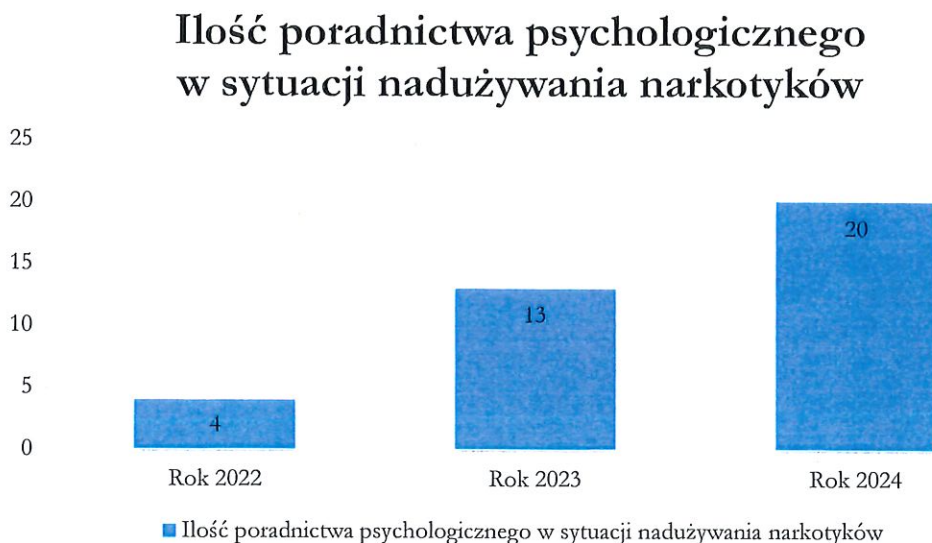 Ilość poradnictwa psychologicznego
w sytuacji nadużywania narkotyków
25
20
15
10
5
0
4
13
20
Rok 2022
Rok 2023
Rok 2024
Ilość poradnictwa psychologicznego w sytuacji nadużywania narkotyków